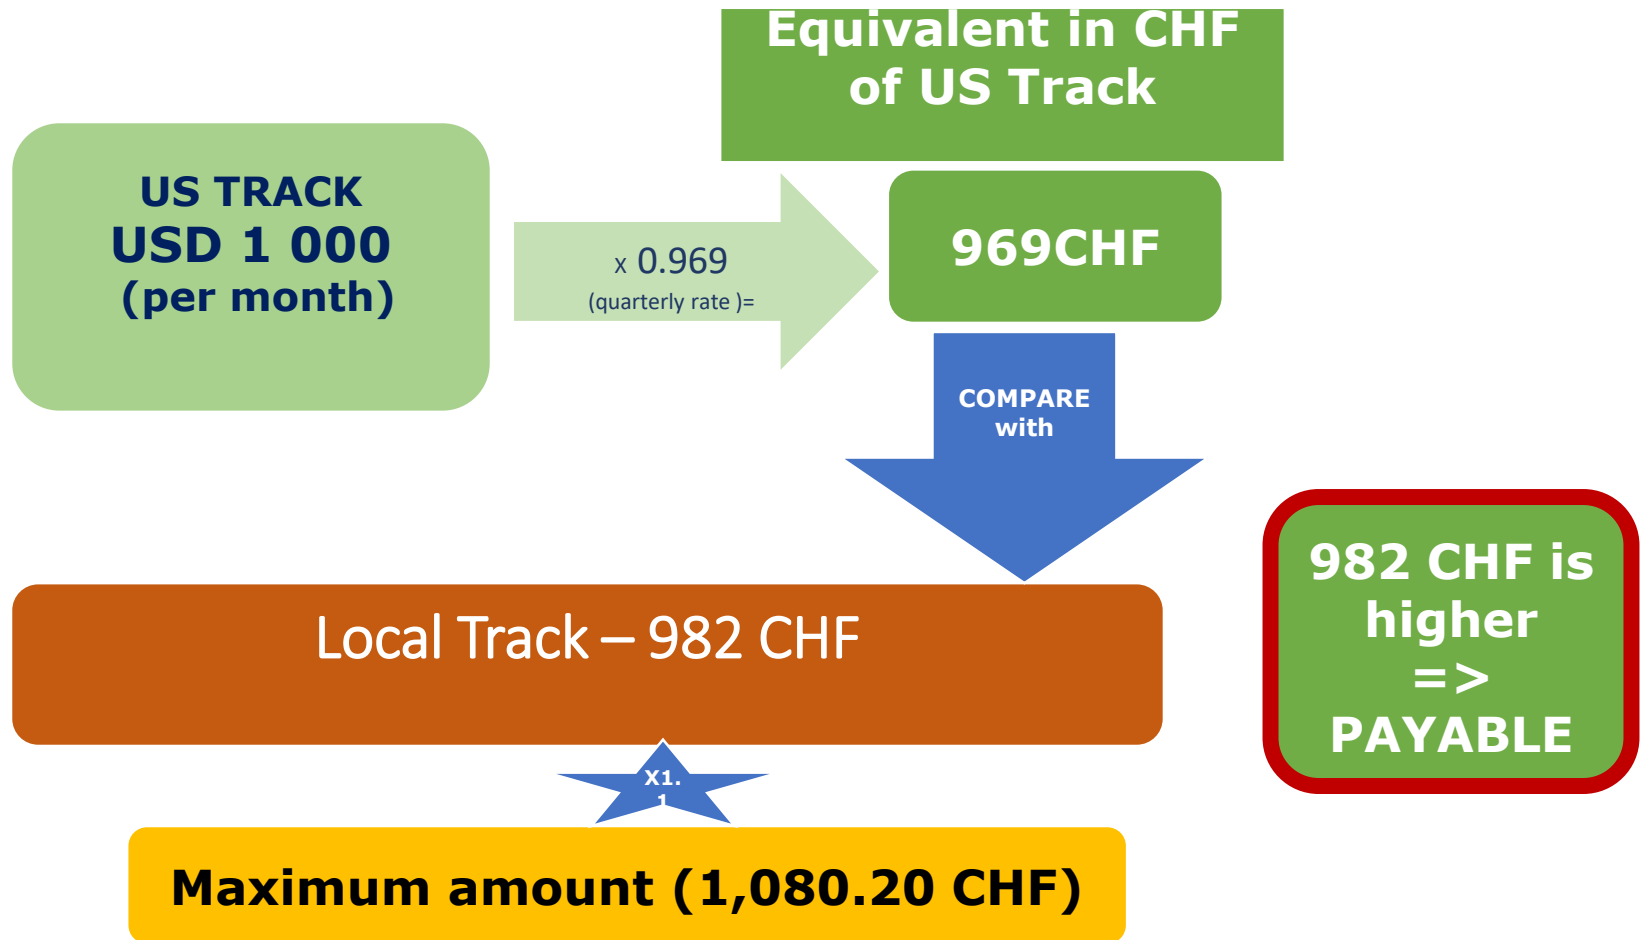 Equivalent in CHF
of US Track
US TRACK
USD 1 000
(per month)
x 0.969
(quarterly rate )=
969CHF
COMPARE
with
982 CHF is
higher
=>
PAYABLE
Local Track – 982 CHF
X1.
1
Maximum amount (1,080.20 CHF)